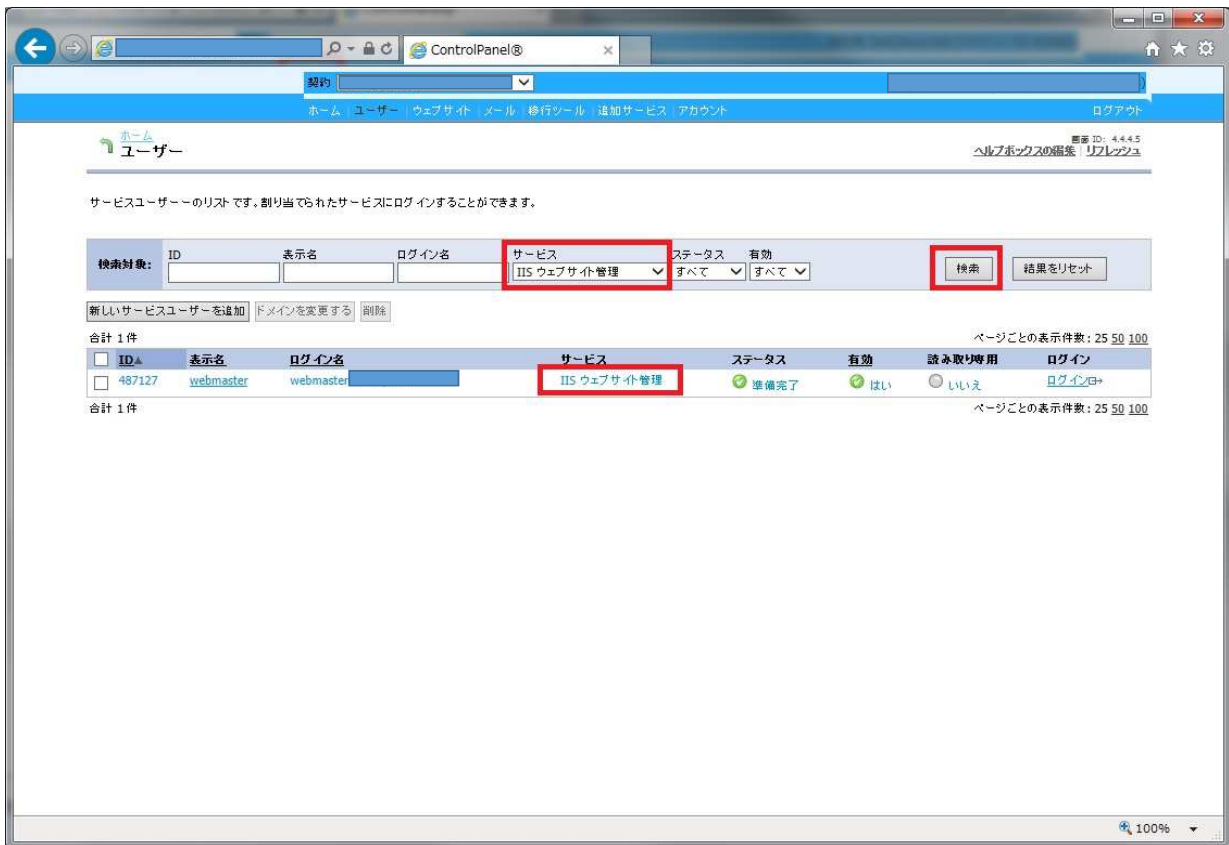 ControlPanel®
契約
ホーム ユーザー ウェブサイト メール 移行ツール 追加サービス アカウント ログアウト
ホーム
ユーザー
画面 ID: 4.4.4.5
ヘルプボックスの編集 リフレッシュ
サービスユーザーーのリストです。割り当てられたサービスにログインすることができます。
検索対象: ID 表示名 ログイン名 サービス ステータス 有効
IIS ウェブサイト管理 すべて すべて 検索 結果をリセット
新しいサービスユーザーを追加 ドメインを変更する 削除
合計 1 件 ページごとの表示件数: 25 50 100
ID 表示名 ログイン名 サービス ステータス 有効 読み取り専用 ログイン
487127 webmaster webmaster IIS ウェブサイト管理 準備完了 はい いいえ ログイン
合計 1 件 ページごとの表示件数: 25 50 100
100%